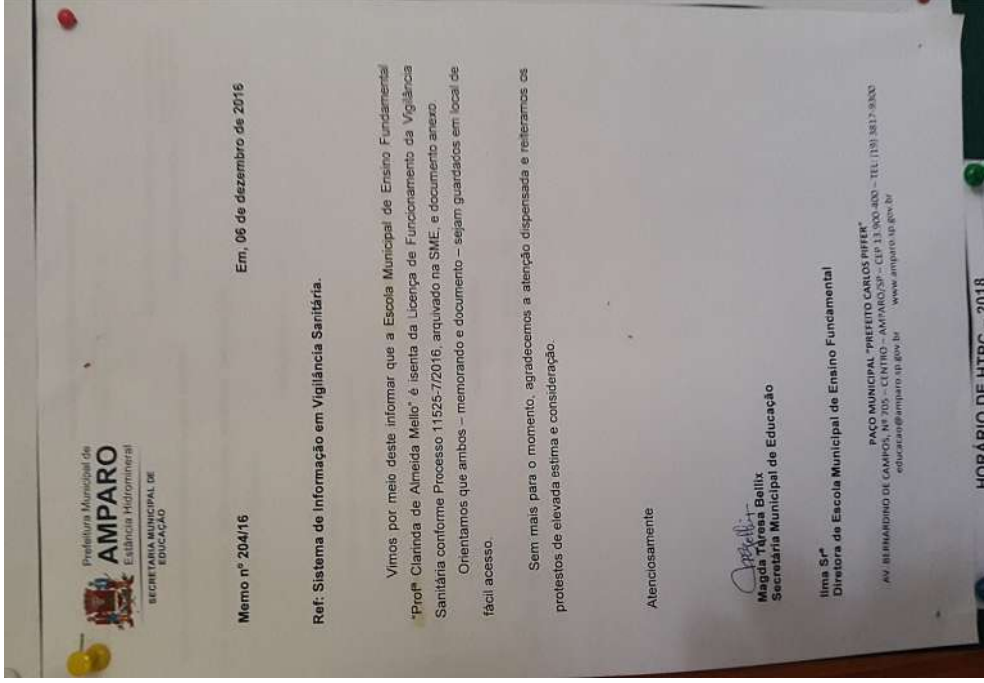 Prefeitura Municipal de
AMPARO
Estância Hidromineral
SECRETARIA MUNICIPAL DE
EDUCAÇÃO
Memo nº 204/16
Em, 06 de dezembro de 2016
Ref: Sistema de Informação em Vigilância Sanitária.
Vimos por meio deste informar que a Escola Municipal de Ensino Fundamental
"Profª Clarinda de Almeida Mello" é isenta da Licença de Funcionamento da Vigilância
Sanitária conforme Processo 11525-7/2016, arquivado na SME, e documento anexo
Orientamos que ambos – memorando e documento – sejam guardados em local de
fácil acesso.
Sem mais para o momento, agradecemos a atenção dispensada e reiteramos os
protestos de elevada estima e consideração.
Atenciosamente
Magda Teresa Bellix
Secretária Municipal de Educação
Ilma Srª
Diretora de Escola Municipal de Ensino Fundamental
PAÇO MUNICIPAL "PREFEITO CARLOS PIFFER"
AV. BERNARDINO DE CAMPOS, Nº 705 – CENTRO – AMPARO/SP – CEP 13.900-400 – TEL: (19) 3817-9300
educacao@amparo.sp.gov.br www.amparo.sp.gov.br
HORÁRIO DE HTPC 2018